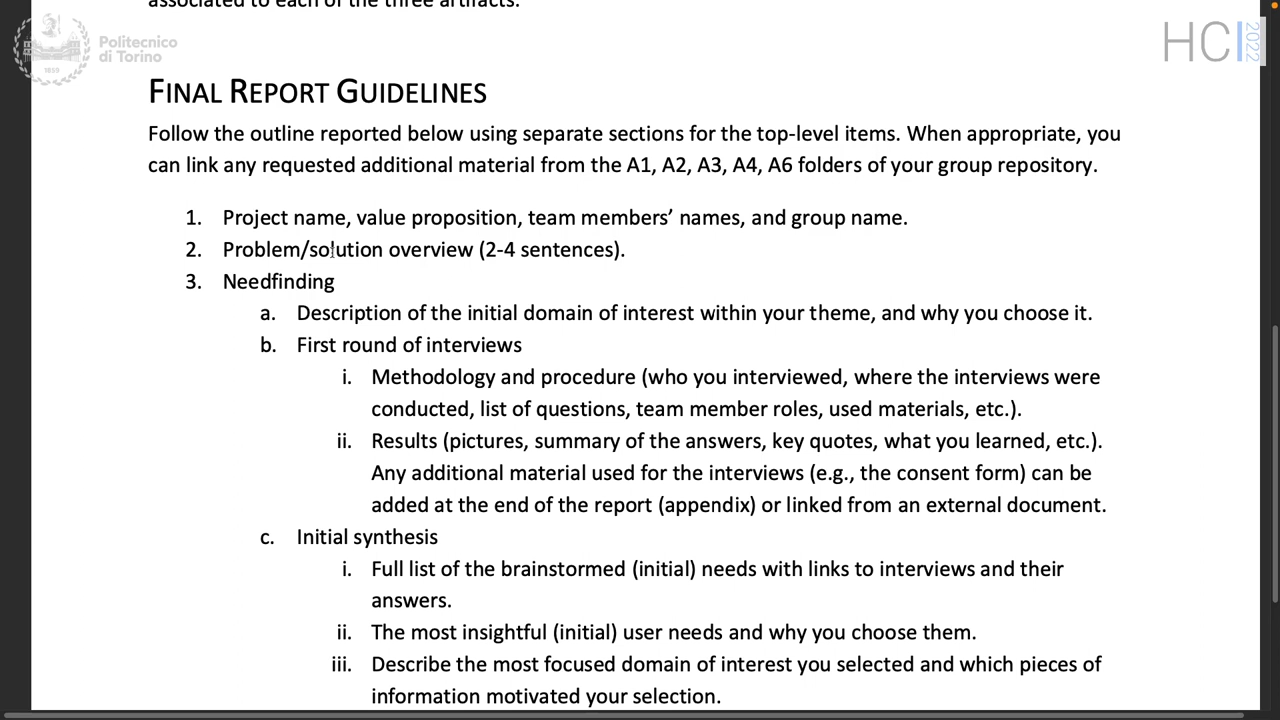 associated to each of the three artifacts.
Politecnico
di Torino
1859
HCI 2022
FINAL REPORT GUIDELINES
Follow the outline reported below using separate sections for the top-level items. When appropriate, you
can link any requested additional material from the A1, A2, A3, A4, A6 folders of your group repository.
1. Project name, value proposition, team members’ names, and group name.
2. Problem/solution overview (2-4 sentences).
3. Needfinding
a. Description of the initial domain of interest within your theme, and why you choose it.
b. First round of interviews
i. Methodology and procedure (who you interviewed, where the interviews were
conducted, list of questions, team member roles, used materials, etc.).
ii. Results (pictures, summary of the answers, key quotes, what you learned, etc.).
Any additional material used for the interviews (e.g., the consent form) can be
added at the end of the report (appendix) or linked from an external document.
c. Initial synthesis
i. Full list of the brainstormed (initial) needs with links to interviews and their
answers.
ii. The most insightful (initial) user needs and why you choose them.
iii. Describe the most focused domain of interest you selected and which pieces of
information motivated your selection.